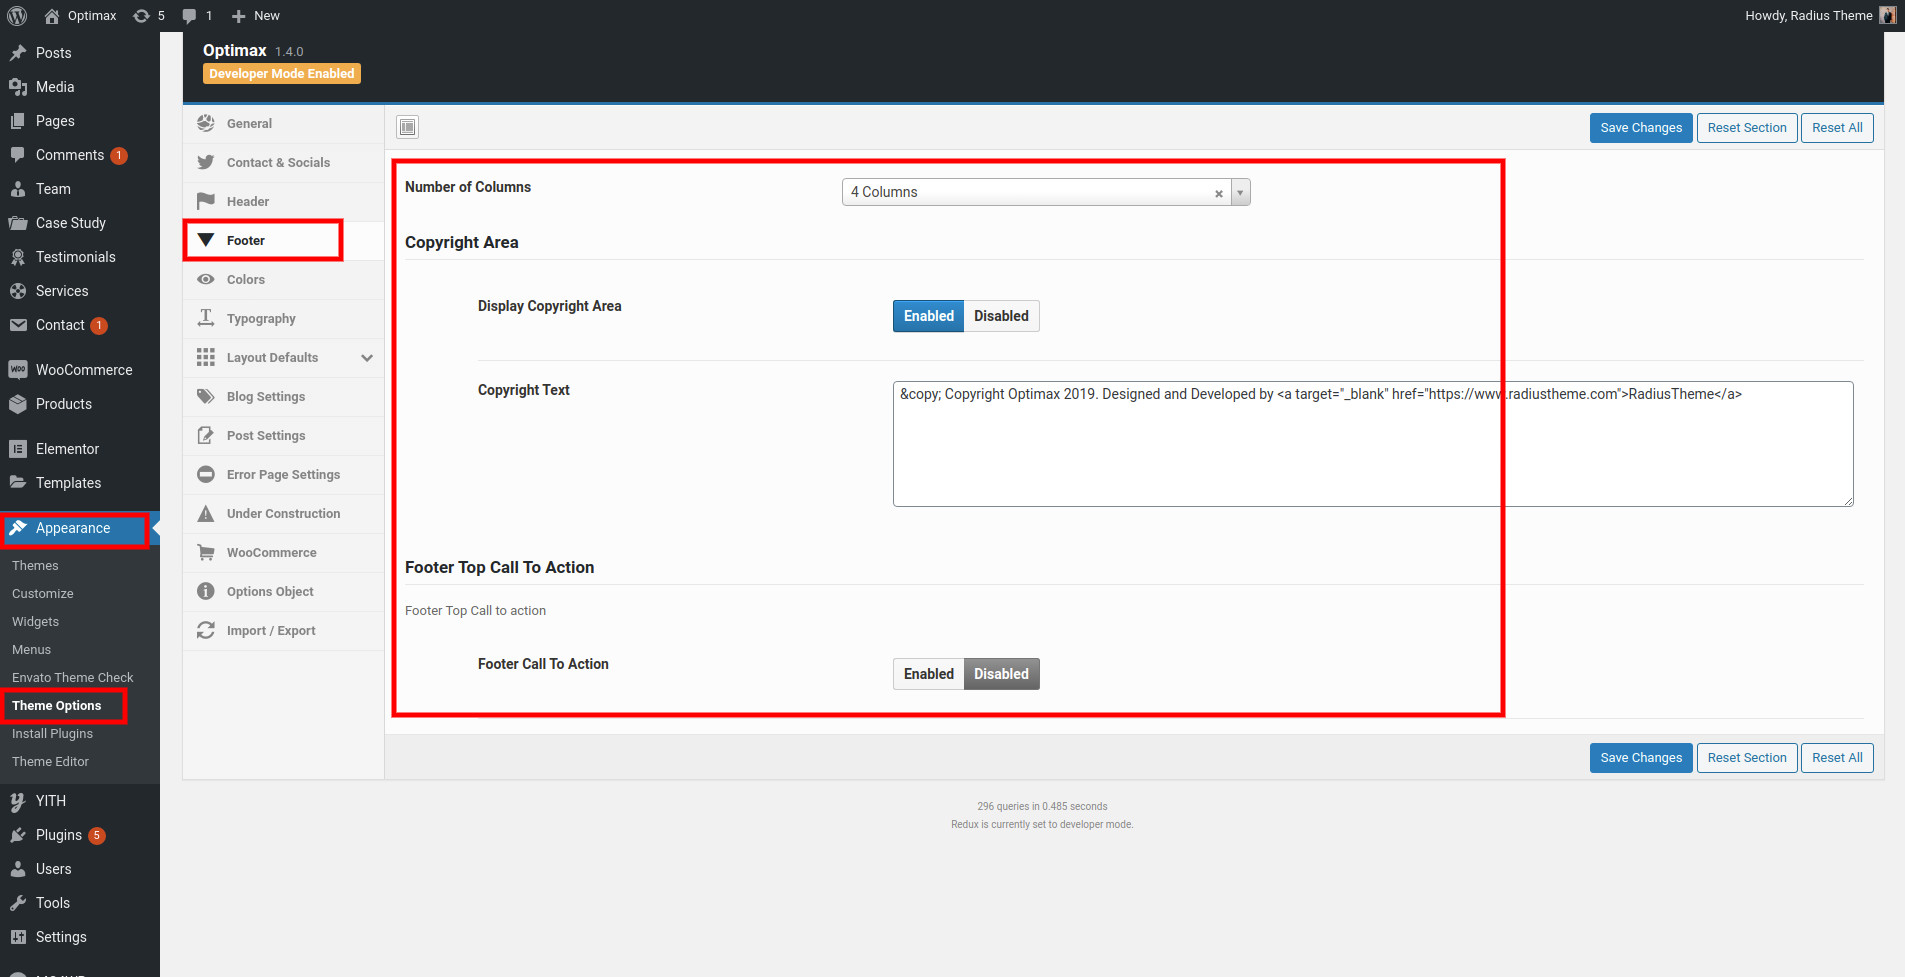 Optimax 5 1 New Howdy, Radius Theme
Posts
Media
Pages
Comments 1
Team
Case Study
Testimonials
Services
Contact 1
WooCommerce
Products
Elementor
Templates
Appearance
Themes
Customize
Widgets
Menus
Envato Theme Check
Theme Options
Install Plugins
Theme Editor
YITH
Plugins 5
Users
Tools
Settings
Optimax 1.4.0
Developer Mode Enabled
General
Contact & Socials
Header
Footer
Colors
Typography
Layout Defaults
Blog Settings
Post Settings
Error Page Settings
Under Construction
WooCommerce
Options Object
Import / Export
Save Changes Reset Section Reset All
Number of Columns 4 Columns
Copyright Area
Display Copyright Area Enabled Disabled
Copyright Text &copy; Copyright Optimax 2019. Designed and Developed by <a target="_blank" href="https://www.radiustheme.com">RadiusTheme</a>
Footer Top Call To Action
Footer Top Call to action
Footer Call To Action Enabled Disabled
Save Changes Reset Section Reset All
296 queries in 0.485 seconds
Redux is currently set to developer mode.